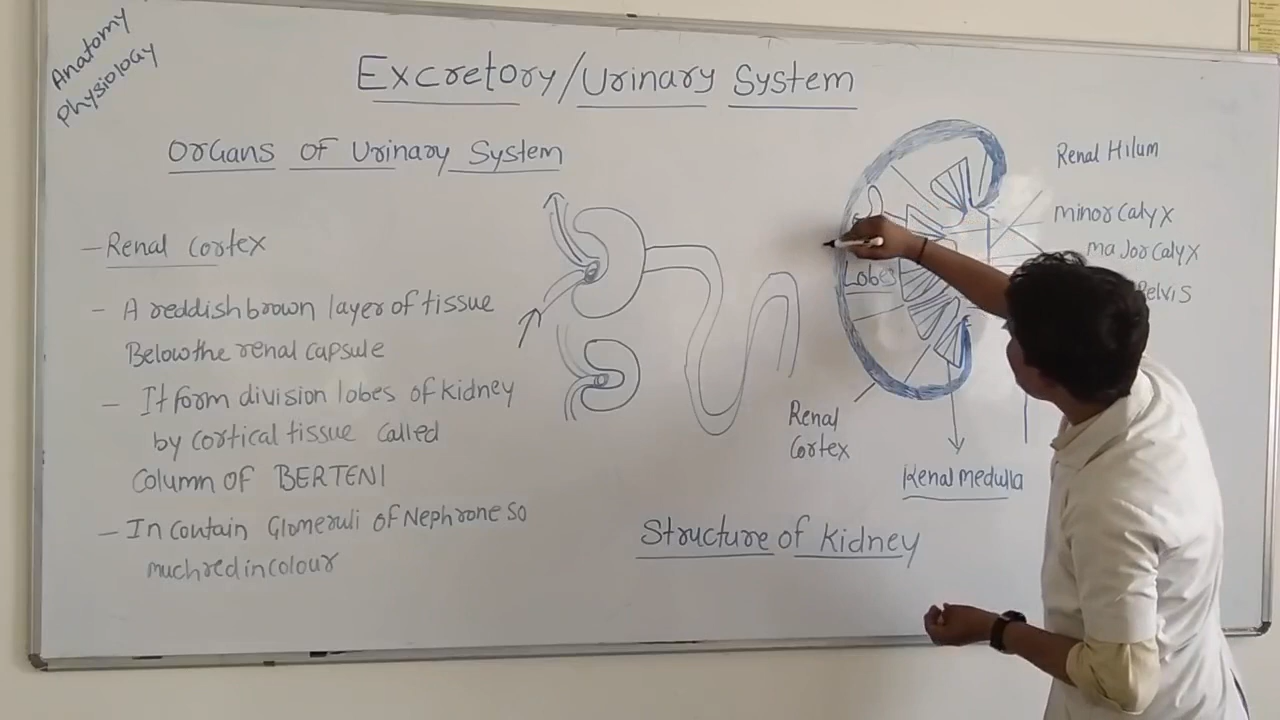 Anatomy
Physiology
Excretory/Urinary System
Organs of Urinary System
- Renal Cortex
- A reddish brown layer of tissue
Below the renal capsule
- It form division lobes of kidney
by cortical tissue called
Column of BERTENI
- In contain Glomeruli of Nephrone so
much red in colour
Renal Hilum
minor calyx
major calyx
Pelvis
Lobes
Renal
Cortex
Renal medulla
Structure of kidney